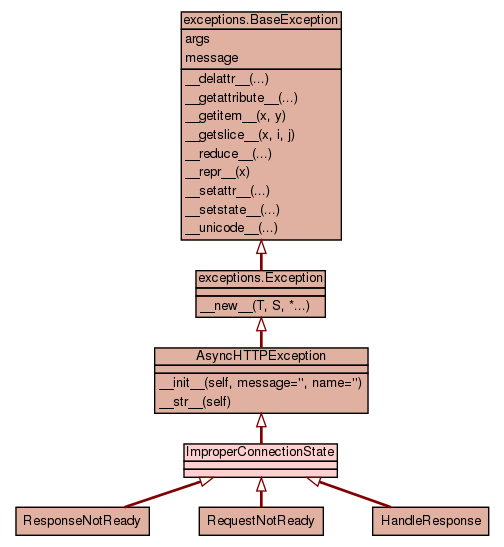 exceptions.BaseException
args
message
__delattr__(...)
__getattribute__(...)
__getitem__(x, y)
__getslice__(x, i, j)
__reduce__(...)
__repr__(x)
__setattr__(...)
__setstate__(...)
__unicode__(...)
exceptions.Exception
__new__(T, S, *...)
AsyncHTTPException
__init__(self, message='', name='')
__str__(self)
ImproperConnectionState
ResponseNotReady
RequestNotReady
HandleResponse